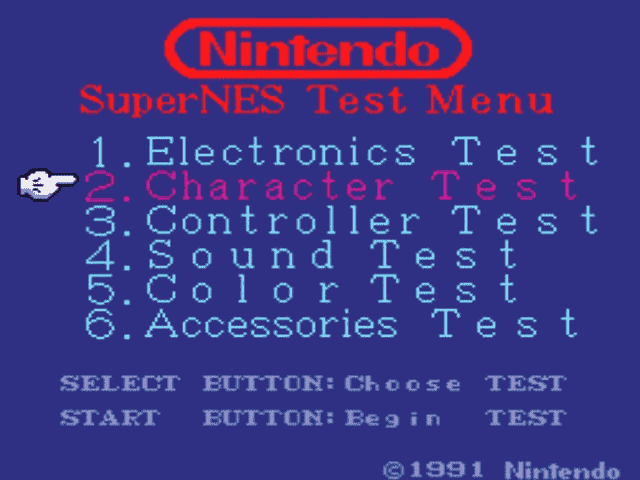 Nintendo
SuperNES Test Menu
1.Electronics Test
2.Character Test
3.Controller Test
4.Sound Test
5.Color Test
6.Accessories Test
SELECT BUTTON:Choose TEST
START BUTTON:Begin TEST
©1991 Nintendo